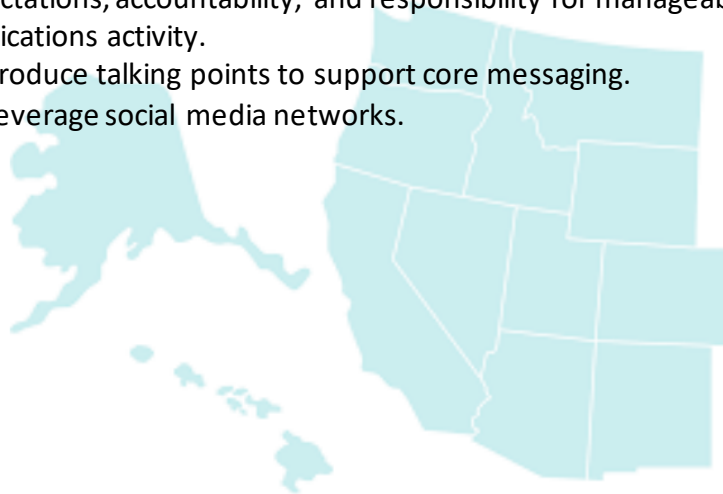 ctations, accountability, and responsibility for manageab
ications activity.
roduce talking points to support core messaging.
everage social media networks.